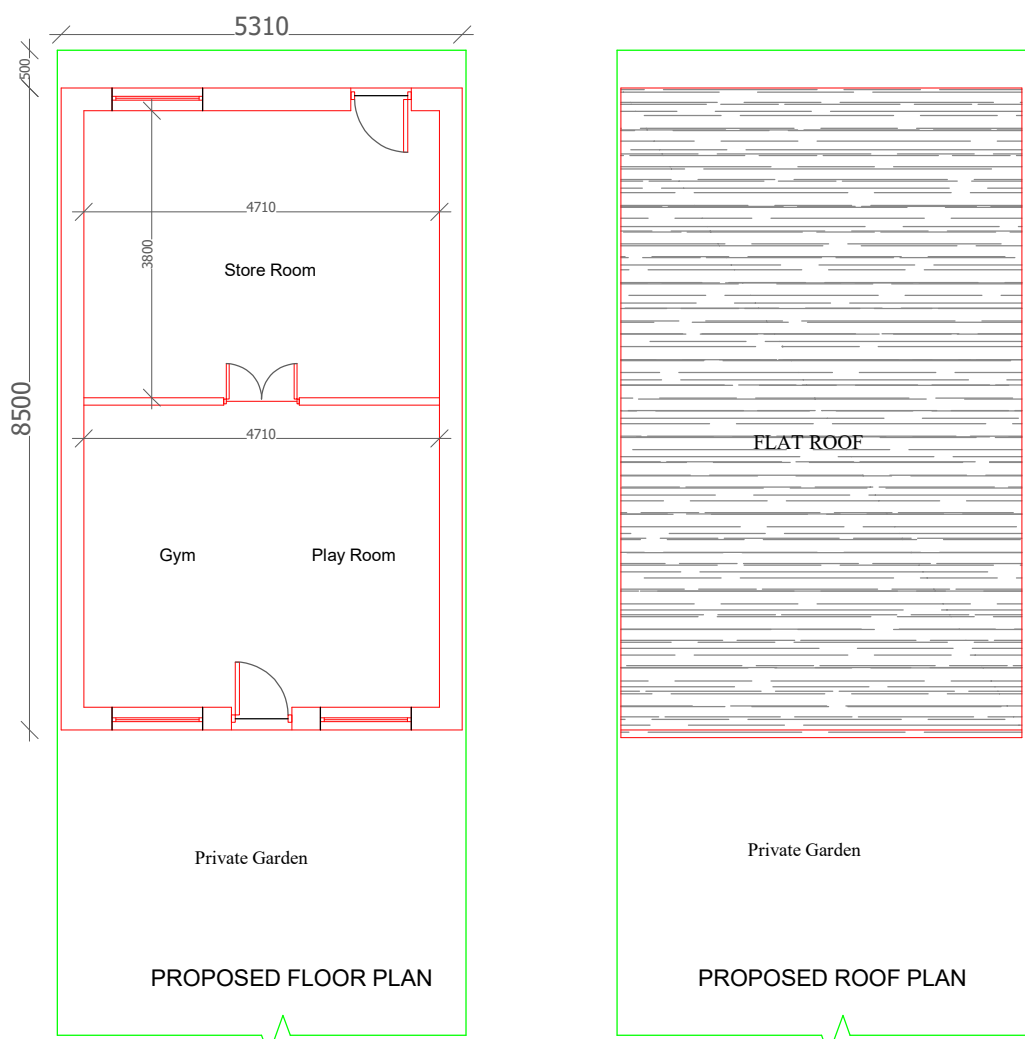 5310
500
4710
3800
Store Room
8500
4710
FLAT ROOF
Gym
Play Room
Private Garden
Private Garden
PROPOSED FLOOR PLAN
PROPOSED ROOF PLAN